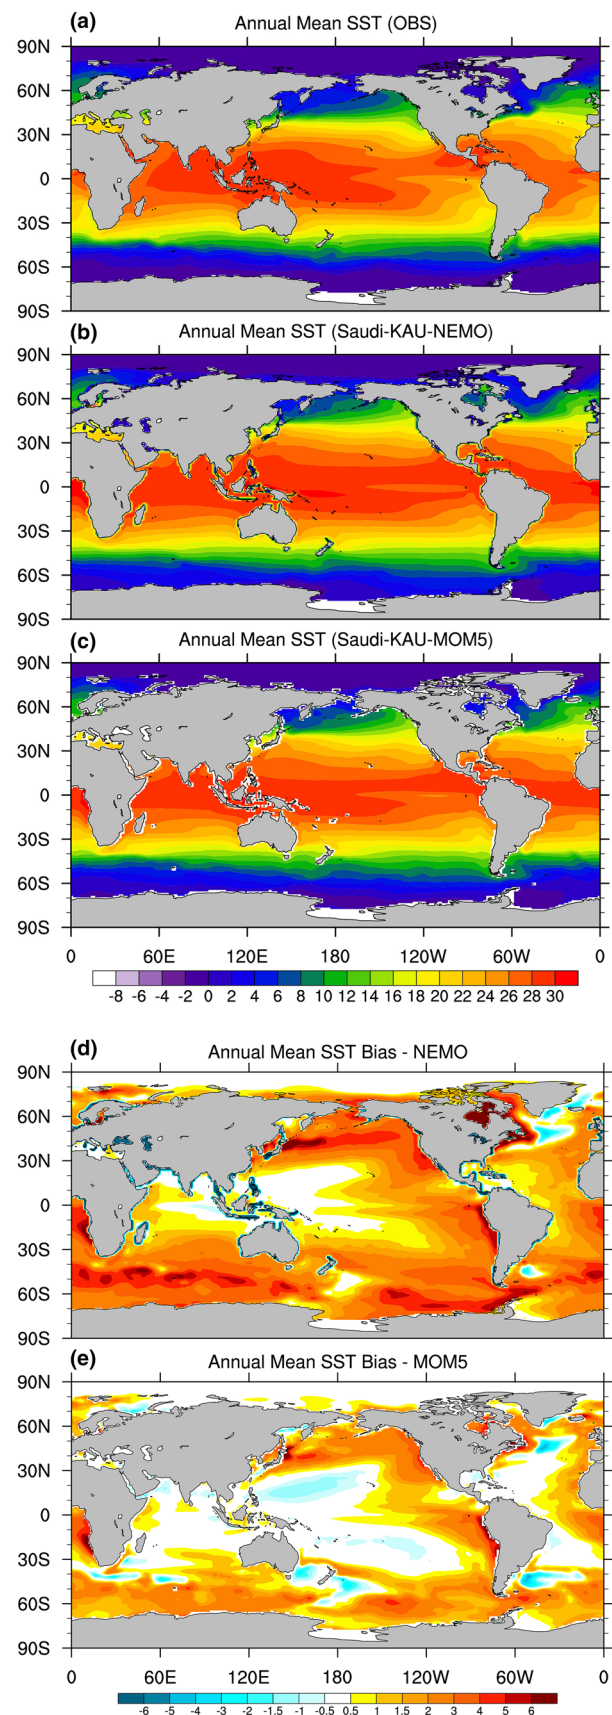 (a) Annual Mean SST (OBS)
90N
60N
30N
0
30S
60S
90S
(b) Annual Mean SST (Saudi-KAU-NEMO)
90N
60N
30N
0
30S
60S
90S
(c) Annual Mean SST (Saudi-KAU-MOM5)
90N
60N
30N
0
30S
60S
90S
0 60E 120E 180 120W 60W 0
-8 -6 -4 -2 0 2 4 6 8 10 12 14 16 18 20 22 24 26 28 30
(d) Annual Mean SST Bias - NEMO
90N
60N
30N
0
30S
60S
90S
(e) Annual Mean SST Bias - MOM5
90N
60N
30N
0
30S
60S
90S
0 60E 120E 180 120W 60W 0
-6 -5 -4 -3 -2 -1.5 -1 -0.5 0.5 1 1.5 2 3 4 5 6